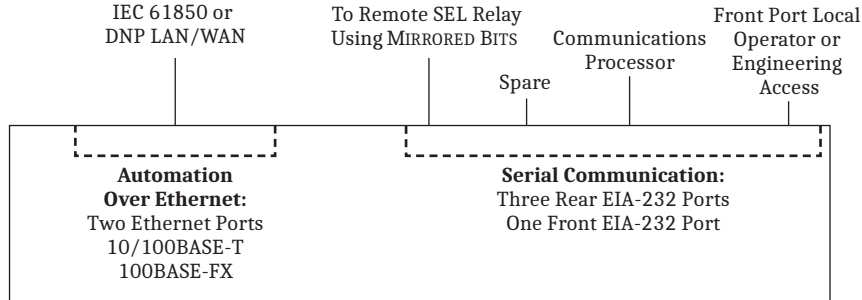 IEC 61850 or
DNP LAN/WAN
To Remote SEL Relay
Using MIRRORED BITS
Spare
Communications
Processor
Front Port Local
Operator or
Engineering
Access
Automation
Over Ethernet:
Two Ethernet Ports
10/100BASE-T
100BASE-FX
Serial Communication:
Three Rear EIA-232 Ports
One Front EIA-232 Port